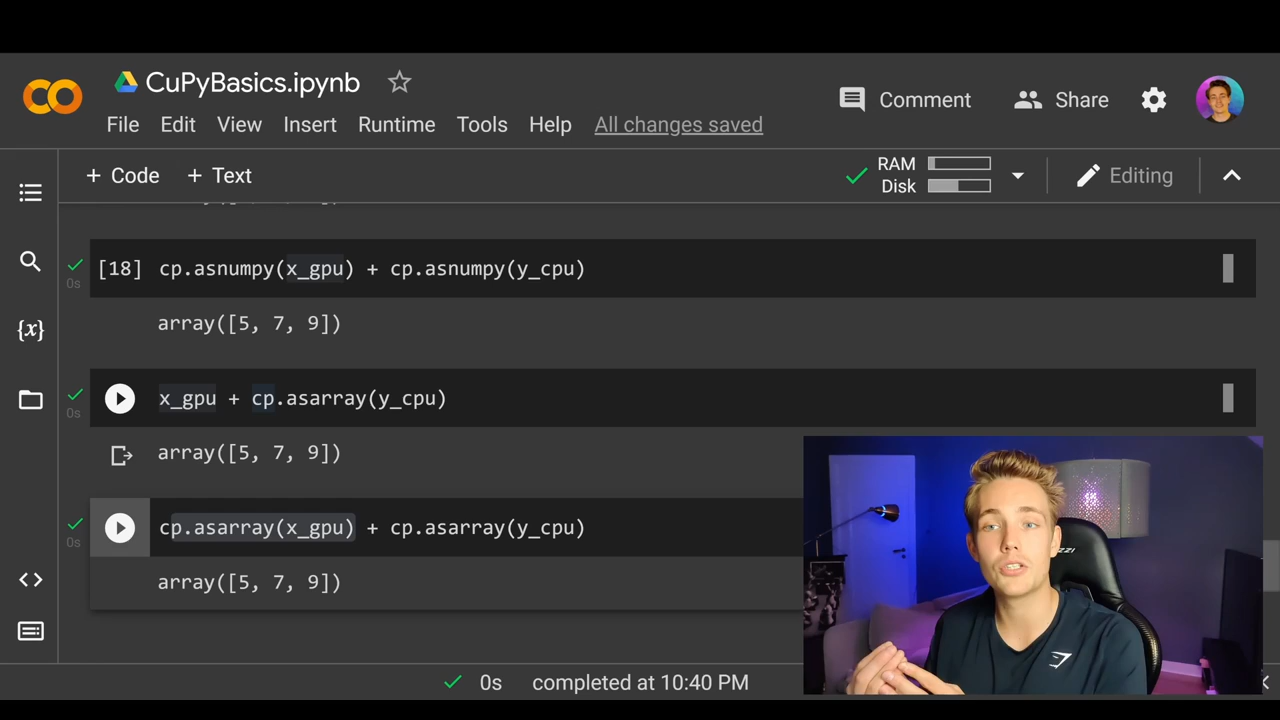 CuPyBasics.ipynb
Comment
Share
File Edit View Insert Runtime Tools Help All changes saved
+ Code + Text
RAM
Disk
Editing
[18] cp.asnumpy(x_gpu) + cp.asnumpy(y_cpu)
0s
array([5, 7, 9])
{x}
x_gpu + cp.asarray(y_cpu)
0s
array([5, 7, 9])
cp.asarray(x_gpu) + cp.asarray(y_cpu)
0s
array([5, 7, 9])
0s completed at 10:40 PM